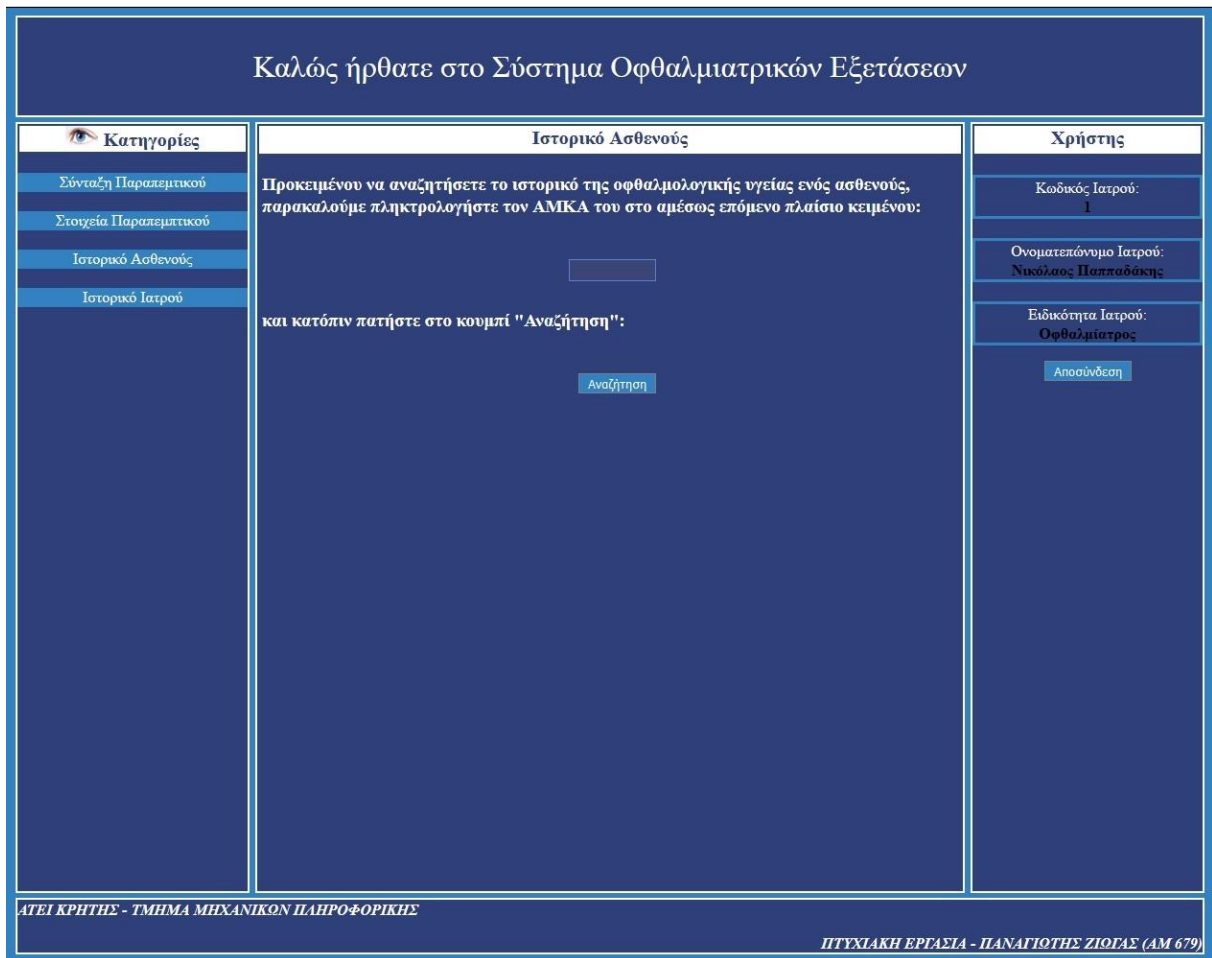 Καλώς ήρθατε στο Σύστημα Οφθαλμιατρικών Εξετάσεων
Κατηγορίες
Σύνταξη Παραπεμτικού
Στοιχεία Παραπεμπτικού
Ιστορικό Ασθενούς
Ιστορικό Ιατρού
Ιστορικό Ασθενούς
Προκειμένου να αναζητήσετε το ιστορικό της οφθαλμολογικής υγείας ενός ασθενούς,
παρακαλούμε πληκτρολογήστε τον ΑΜΚΑ του στο αμέσως επόμενο πλαίσιο κειμένου:
και κατόπιν πατήστε στο κουμπί "Αναζήτηση":
Αναζήτηση
Χρήστης
Κωδικός Ιατρού:
1
Ονοματεπώνυμο Ιατρού:
Νικόλαος Παππαδάκης
Ειδικότητα Ιατρού:
Οφθαλμίατρος
Αποσύνδεση
ΑΤΕΙ ΚΡΗΤΗΣ - ΤΜΗΜΑ ΜΗΧΑΝΙΚΩΝ ΠΛΗΡΟΦΟΡΙΚΗΣ
ΠΤΥΧΙΑΚΗ ΕΡΓΑΣΙΑ - ΠΑΝΑΓΙΩΤΗΣ ΖΙΩΓΑΣ (ΑΜ 679)